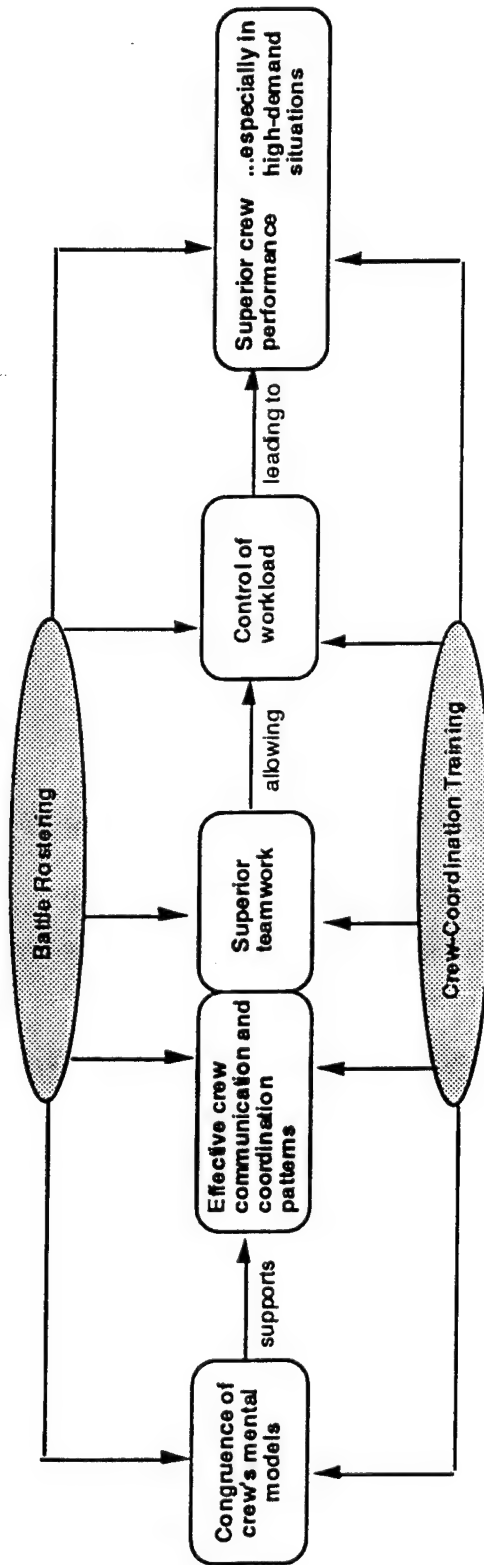 Battle Rostering
Congruence of
crew's mental
models
supports
Effective crew
communication and
coordination
patterns
Superior
teamwork
allowing
Control of
workload
leading to
Superior crew
performance
...especially in
high-demand
situations
Crew-Coordination Training